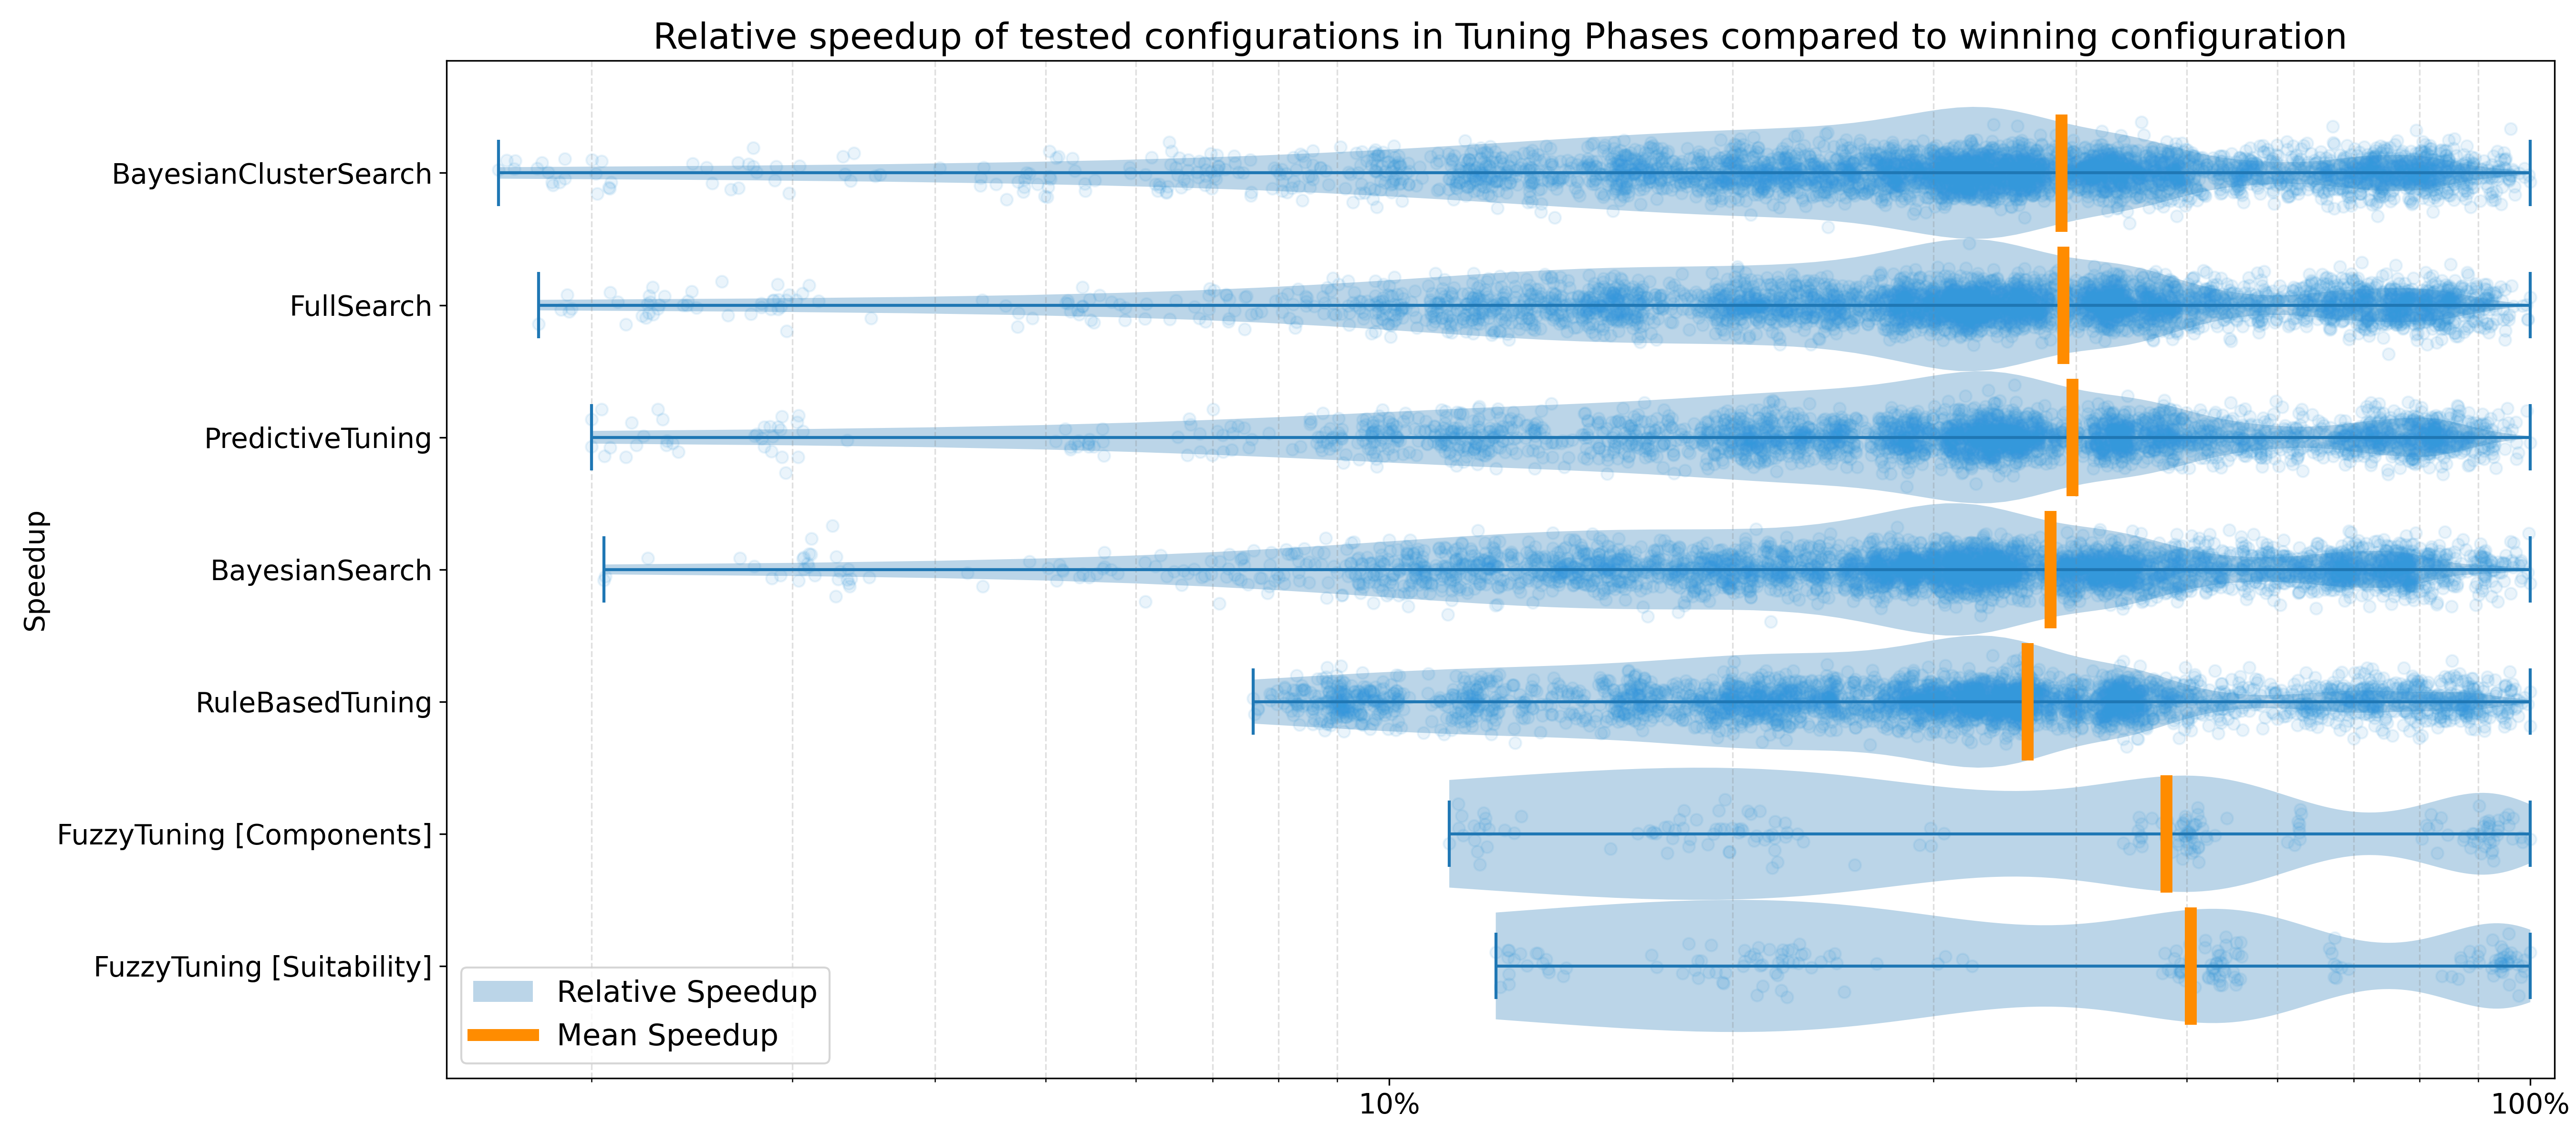 Relative speedup of tested configurations in Tuning Phases compared to winning configuration
Speedup
BayesianClusterSearch
FullSearch
PredictiveTuning
BayesianSearch
RuleBasedTuning
FuzzyTuning [Components]
FuzzyTuning [Suitability]
Relative Speedup
Mean Speedup
10%
100%